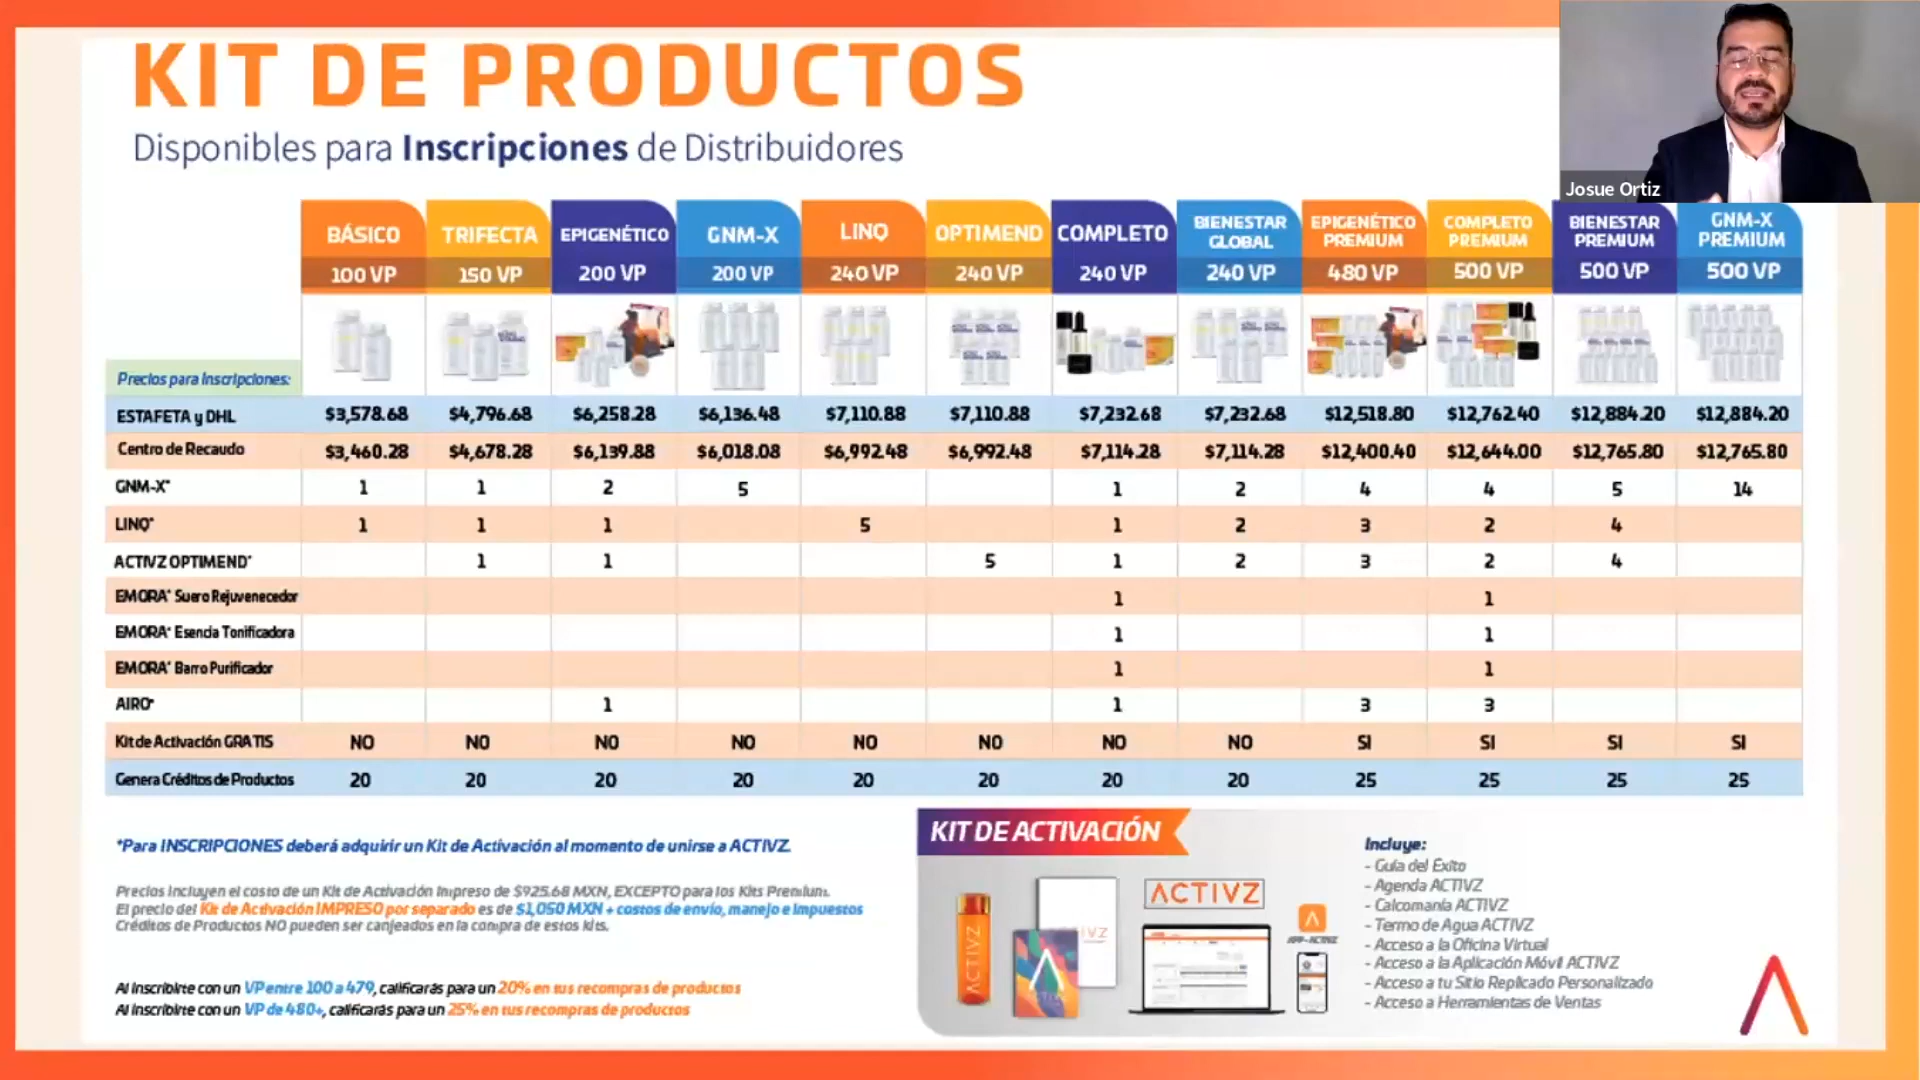 KIT DE PRODUCTOS
Disponibles para Inscripciones de Distribuidores
Josue Ortiz
BÁSICO TRIFECTA EPIGENÉTICO GNM-X LINQ OPTIMEND COMPLETO BIENESTAR GLOBAL EPIGENÉTICO PREMIUM COMPLETO PREMIUM BIENESTAR PREMIUM GNM-X PREMIUM
100 VP 150 VP 200 VP 200 VP 240 VP 240 VP 240 VP 240 VP 480 VP 500 VP 500 VP 500 VP
Precios para Inscripciones:
ESTAFETA y DHL $3,578.68 $4,796.68 $6,258.28 $6,136.48 $7,110.88 $7,110.88 $7,232.68 $7,232.68 $12,518.80 $12,762.40 $12,884.20 $12,884.20
Centro de Recaudo $3,460.28 $4,678.28 $6,139.88 $6,018.08 $6,992.48 $6,992.48 $7,114.28 $7,114.28 $12,400.40 $12,644.00 $12,765.80 $12,765.80
GNM-X* 1 1 2 5 1 2 4 4 5 14
LINQ* 1 1 1 5 1 2 3 2 4
ACTIVZ OPTIMEND* 1 1 5 1 2 3 2 4
EMORA* Suero Rejuvenecedor 1 1
EMORA* Esencia Tonificadora 1 1
EMORA* Barro Purificador 1 1
AIRO* 1 1 3 3
Kit de Activación GRATIS NO NO NO NO NO NO NO NO SI SI SI SI
Genera Créditos de Productos 20 20 20 20 20 20 20 20 25 25 25 25
*Para INSCRIPCIONES deberá adquirir un Kit de Activación al momento de unirse a ACTIVZ.
Precios incluyen el costo de un Kit de Activación Impreso de $925.68 MXN, EXCEPTO para los Kits Premium.
El precio del Kit de Activación IMPRESO por separado es de $1,050 MXN + costos de envío, manejo e impuestos
Créditos de Productos NO pueden ser canjeados en la compra de estos kits.
Al inscribirte con un VP entre 100 a 479, calificarás para un 20% en tus recompras de productos
Al inscribirte con un VP de 480+, calificarás para un 25% en tus recompras de productos
KIT DE ACTIVACIÓN
ACTIVZ
ACTIVZ
Incluye:
- Guía del Éxito
- Agenda ACTIVZ
- Calcomanía ACTIVZ
- Termo de Agua ACTIVZ
- Acceso a la Oficina Virtual
- Acceso a la Aplicación Móvil ACTIVZ
- Acceso a tu Sitio Replicado Personalizado
- Acceso a Herramientas de Ventas